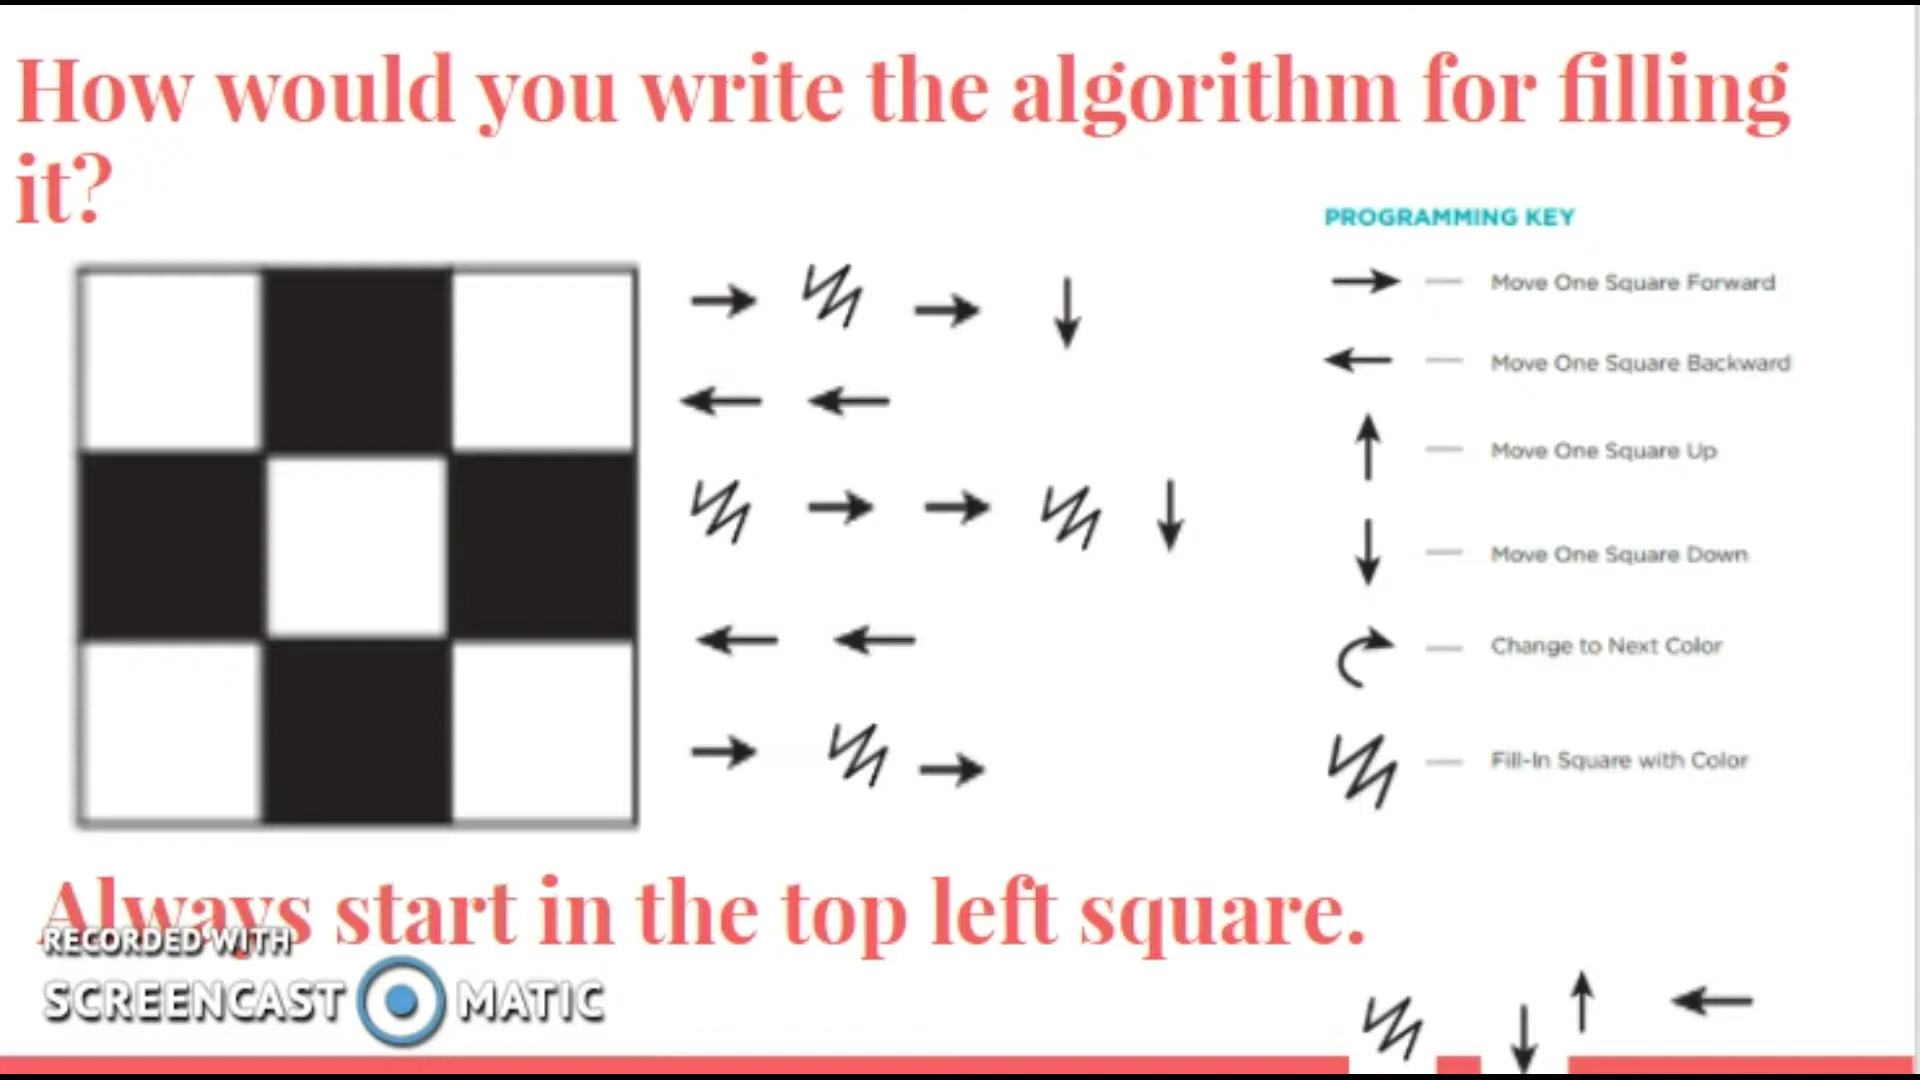 How would you write the algorithm for filling
it?
PROGRAMMING KEY
Move One Square Forward
Move One Square Backward
Move One Square Up
Move One Square Down
Change to Next Color
Fill-In Square with Color
Always start in the top left square.
RECORDED WITH
SCREENCAST MATIC